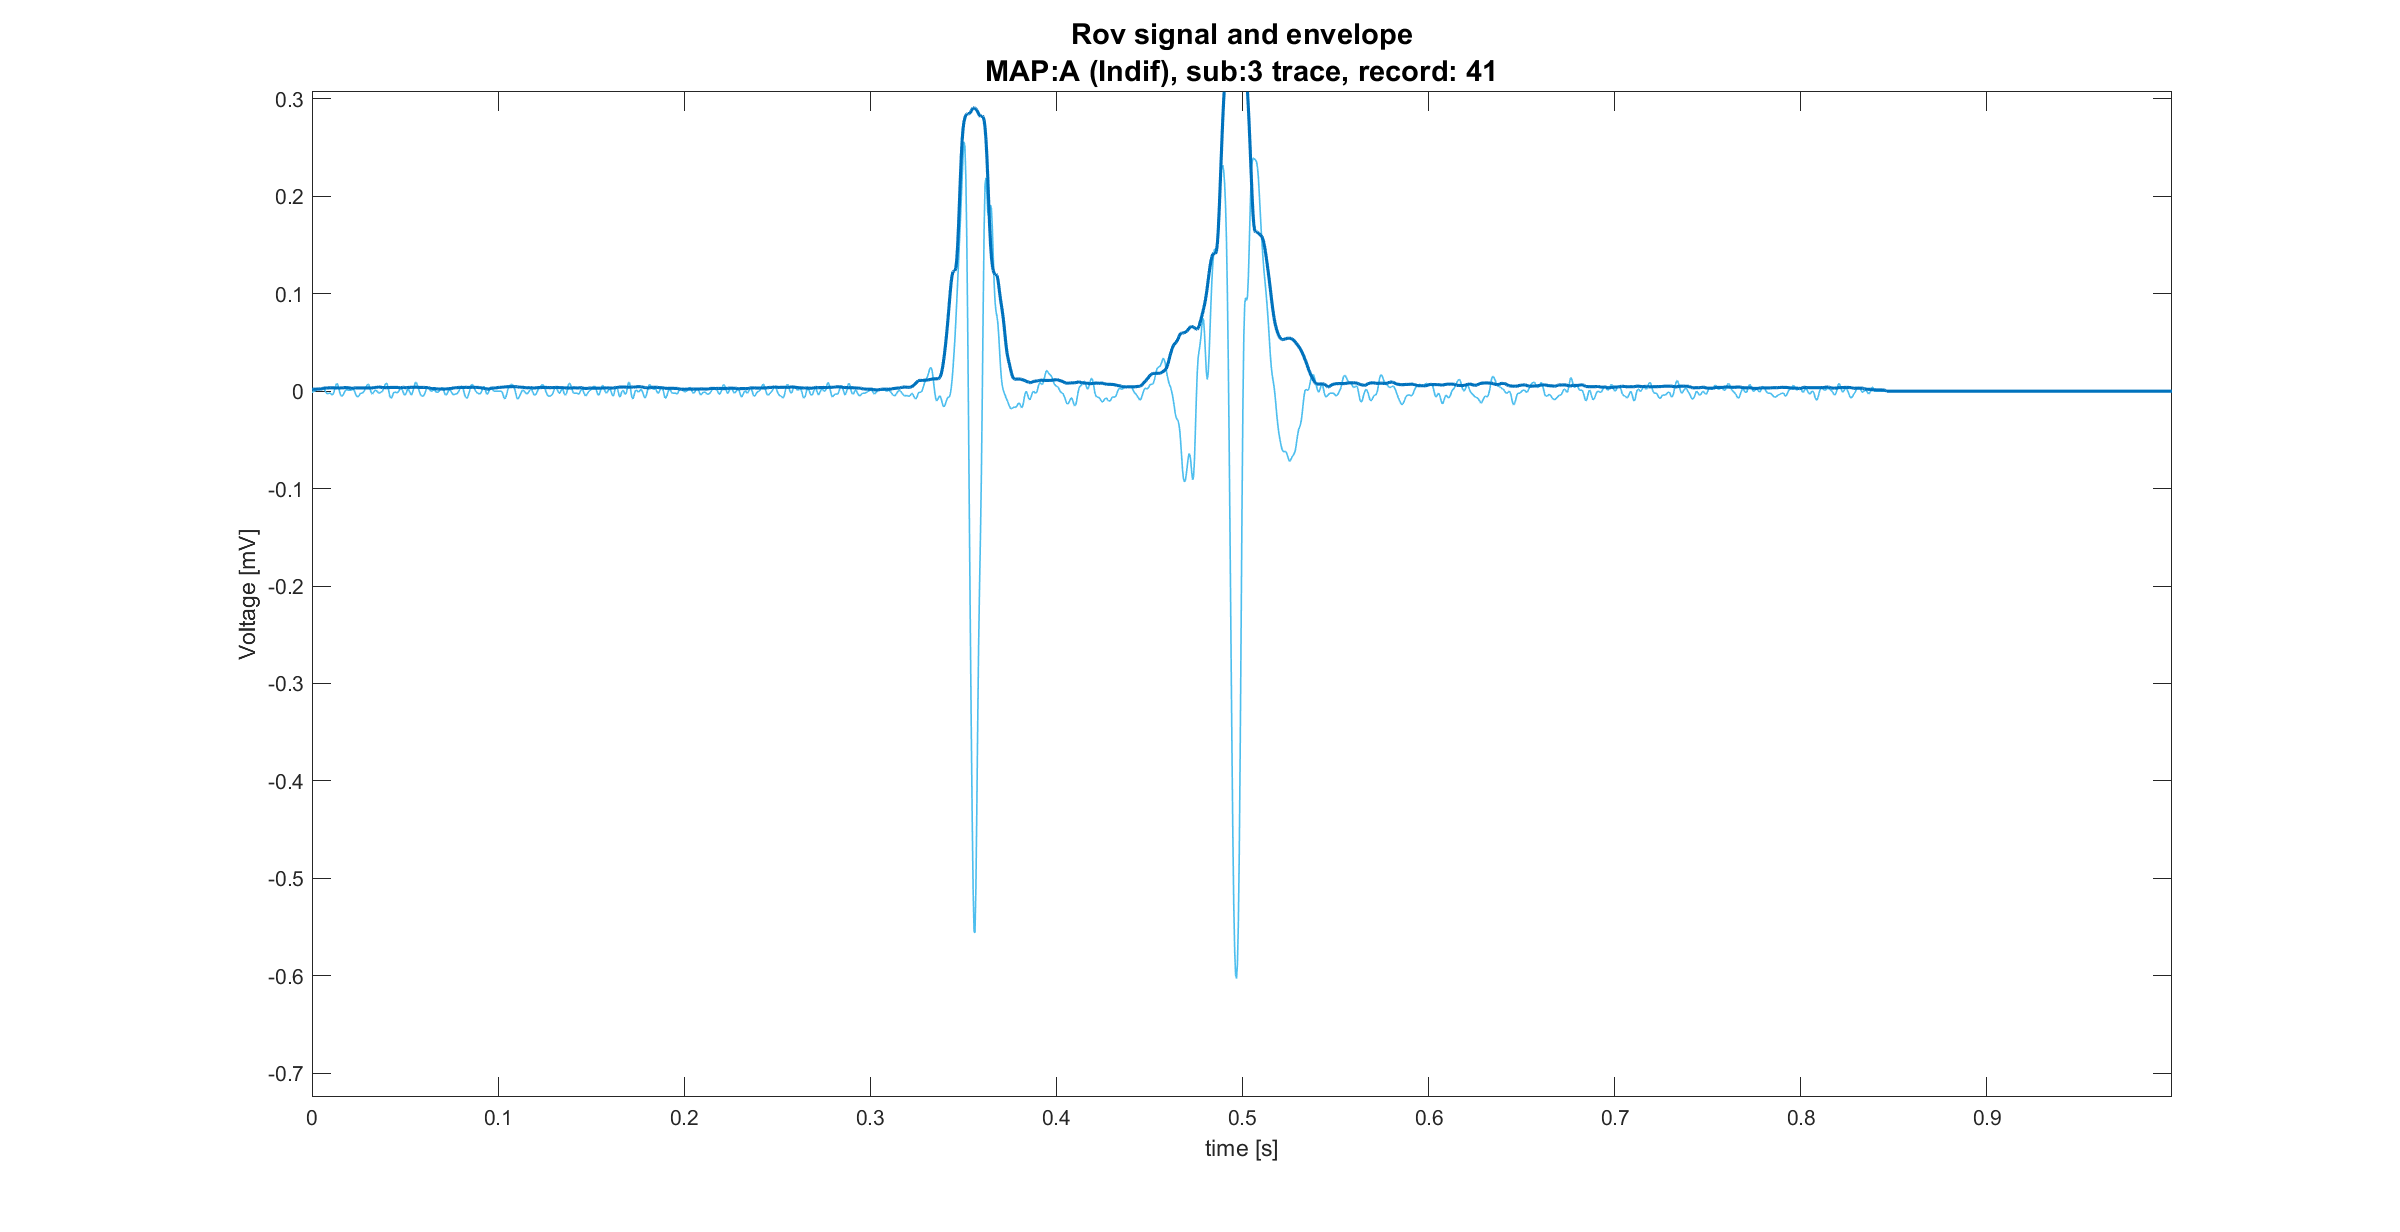 Rov signal and envelope
MAP:A (Indif), sub:3 trace, record: 41
0.3
0.2
0.1
0
-0.1
-0.2
-0.3
-0.4
-0.5
-0.6
-0.7
Voltage [mV]
0 0.1 0.2 0.3 0.4 0.5 0.6 0.7 0.8 0.9
time [s]